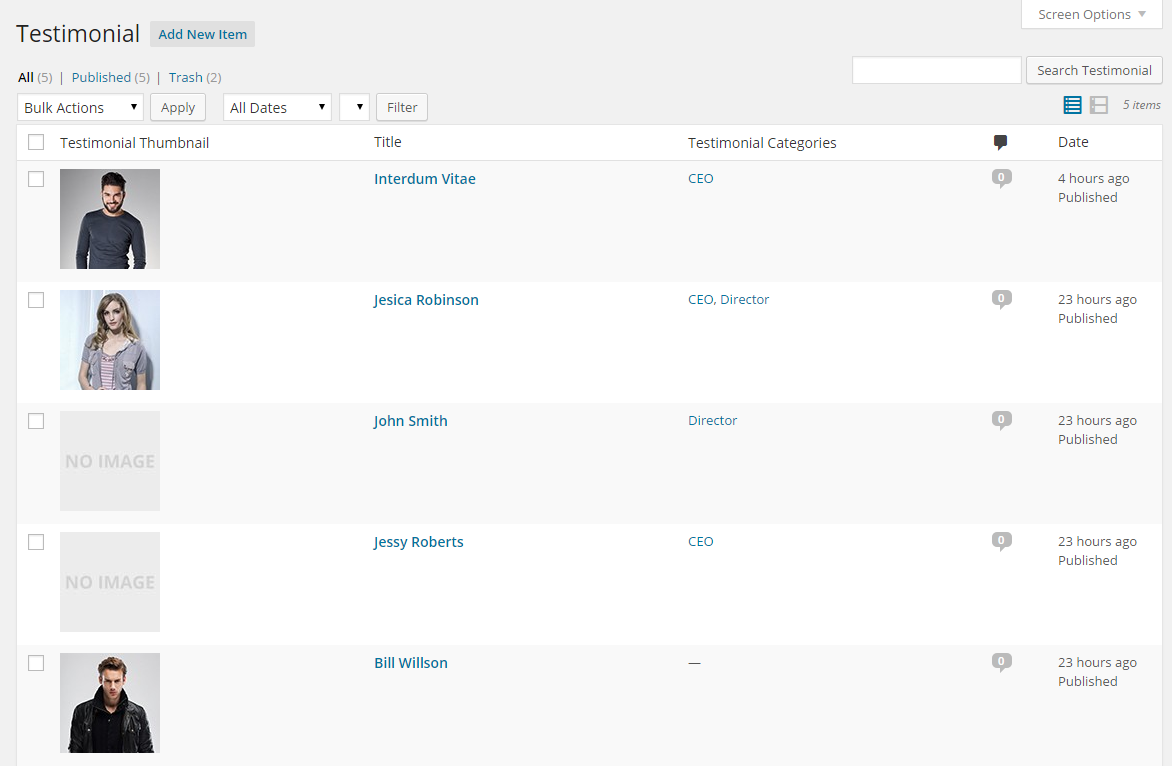 Screen Options ▼
Testimonial Add New Item
All (5) | Published (5) | Trash (2)
Search Testimonial
Bulk Actions Apply All Dates Filter
5 items
Testimonial Thumbnail Title Testimonial Categories Date
Interdum Vitae CEO 0 4 hours ago
Published
Jesica Robinson CEO, Director 0 23 hours ago
Published
John Smith Director 0 23 hours ago
Published
NO IMAGE
Jessy Roberts CEO 0 23 hours ago
Published
NO IMAGE
Bill Willson — 0 23 hours ago
Published